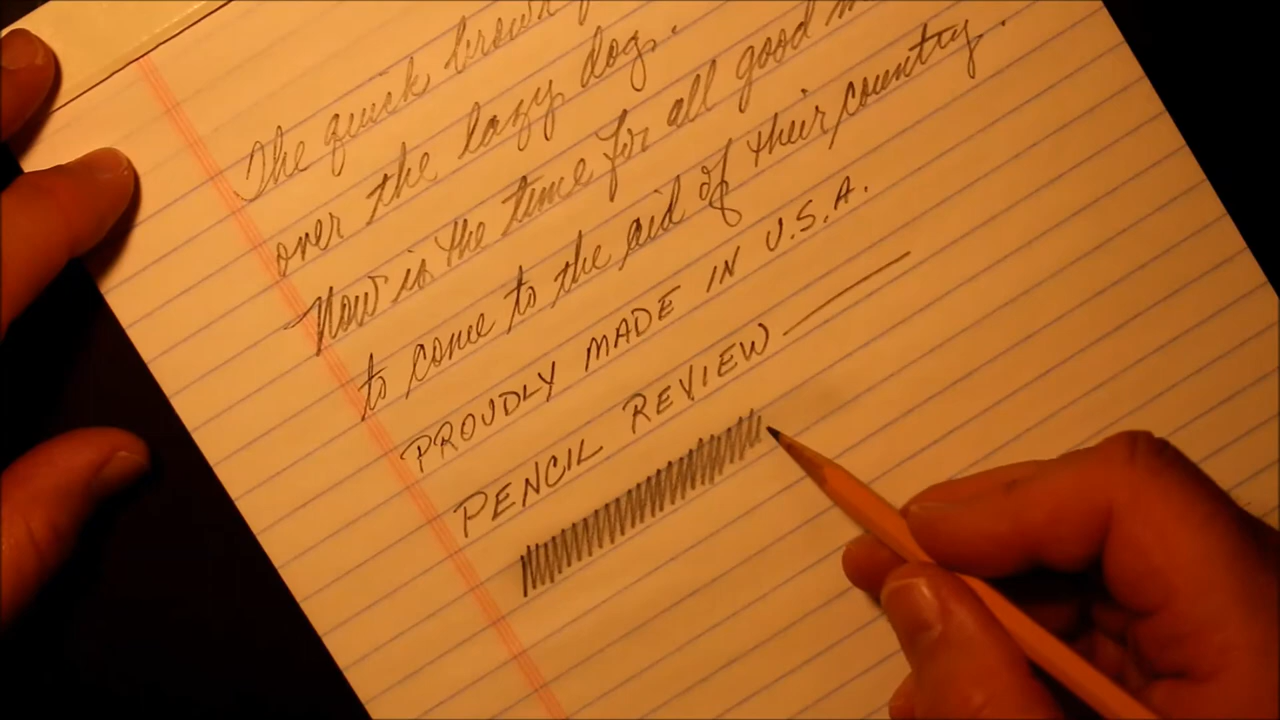 The quick brown
over the lazy dog.
Now is the time for all good
to come to the aid of their country.
PROUDLY MADE IN U.S.A.
PENCIL REVIEW